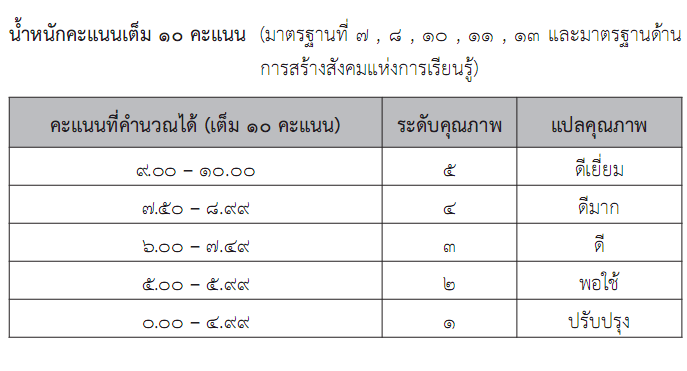 น้ำหนักคะแนนเต็ม ๑๐ คะแนน (มาตรฐานที่ ๗ , ๘ , ๑๐ , ๑๑ , ๑๓ และมาตรฐานด้าน
การสร้างสังคมแห่งการเรียนรู้)
คะแนนที่คำนวณได้ (เต็ม ๑๐ คะแนน) ระดับคุณภาพ แปลคุณภาพ
๙.๐๐ – ๑๐.๐๐ ๕ ดีเยี่ยม
๗.๕๐ – ๘.๙๙ ๔ ดีมาก
๖.๐๐ – ๗.๔๙ ๓ ดี
๕.๐๐ – ๕.๙๙ ๒ พอใช้
๐.๐๐ – ๔.๙๙ ๑ ปรับปรุง